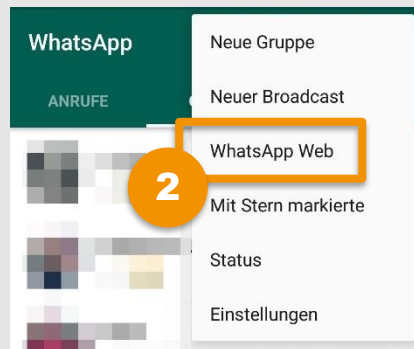 WhatsApp
ANRUFE
Neue Gruppe
Neuer Broadcast
WhatsApp Web
2
Mit Stern markierte
Status
Einstellungen